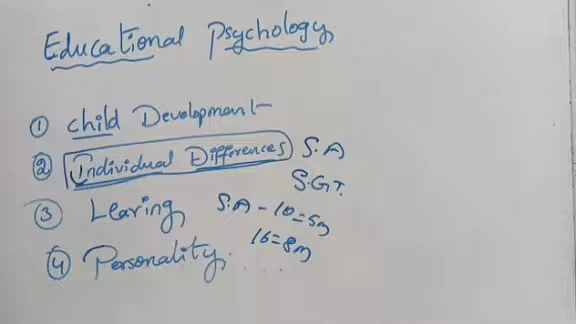 Educational Psychology
① Child Development
② Individual Differences S.A
S.G.T.
③ Learing S.A - 10 = 5m
16 = 8m
④ Personality.